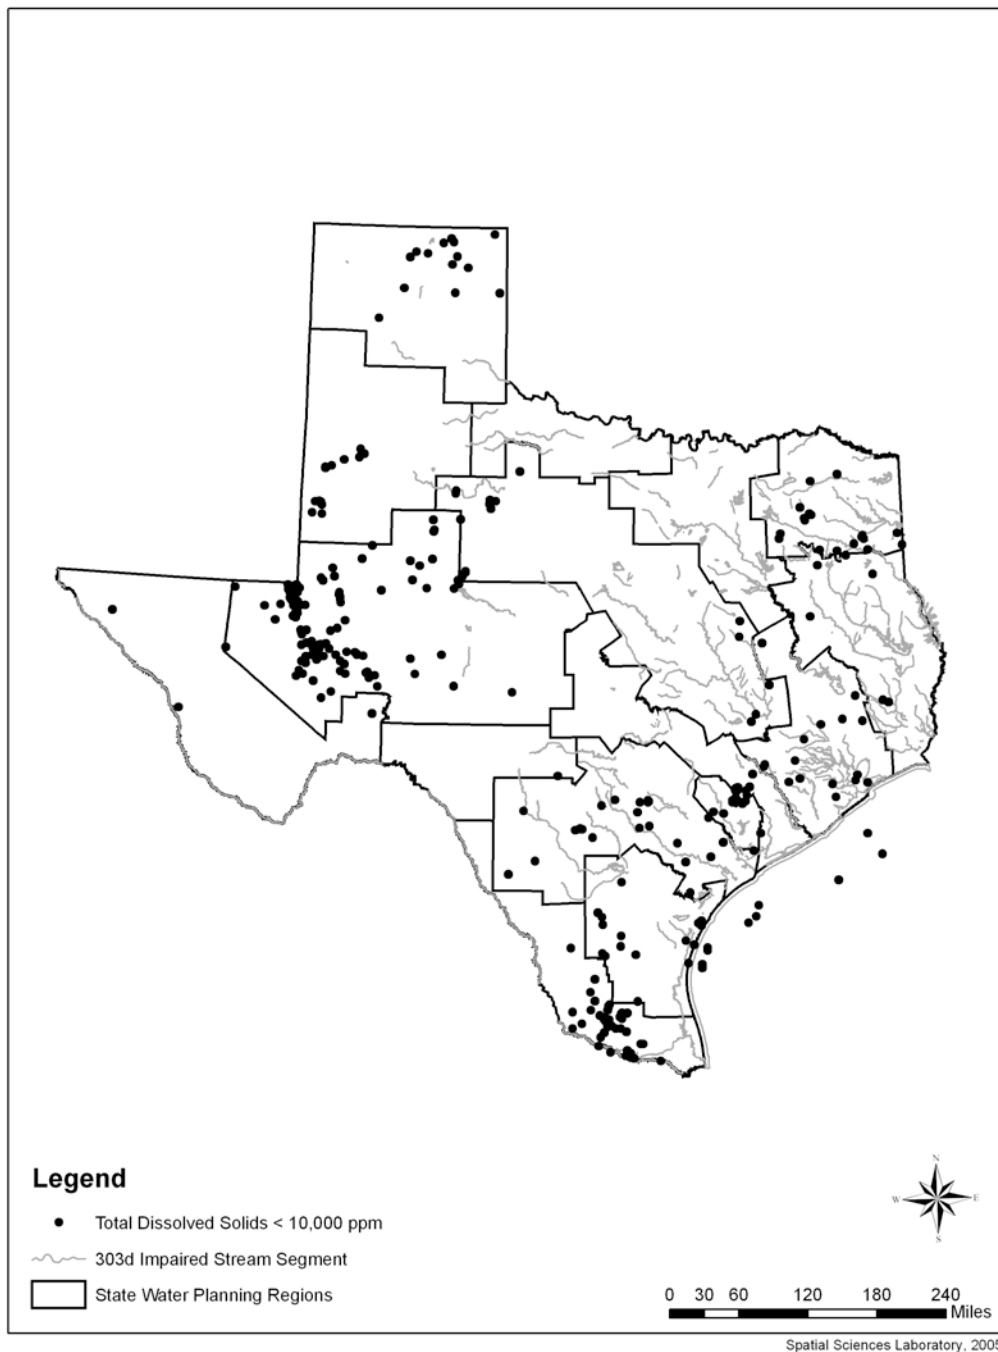 Legend
Total Dissolved Solids < 10,000 ppm
303d Impaired Stream Segment
State Water Planning Regions
N
W E
S
0 30 60 120 180 240
Miles
Spatial Sciences Laboratory, 2005